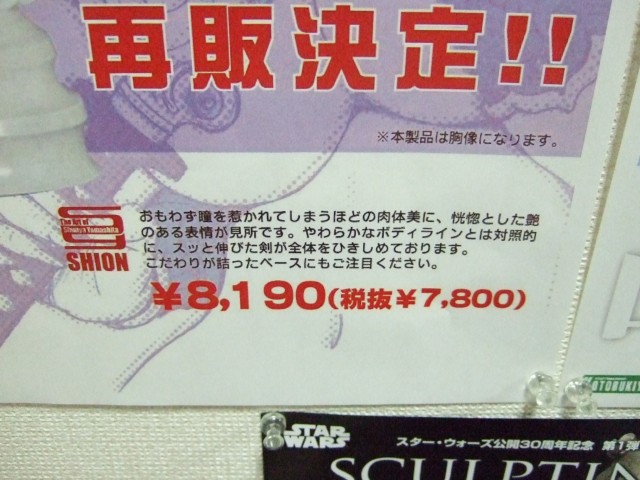 再販決定!!
※本製品は胸像になります。
The Art of
Shunya Yamashita
SHION
おもわず瞳を惹かれてしまうほどの肉体美に、恍惚とした艶
のある表情が見所です。やわらかなボディラインとは対照的
に、スッと伸びた剣が全体をひきしめております。
こだわりが詰ったベースにもご注目ください。
￥8,190(税抜￥7,800)
OTOBUKIY
STAR
WARS
スター・ウォーズ公開30周年記念 第1弾
SCULPTIN